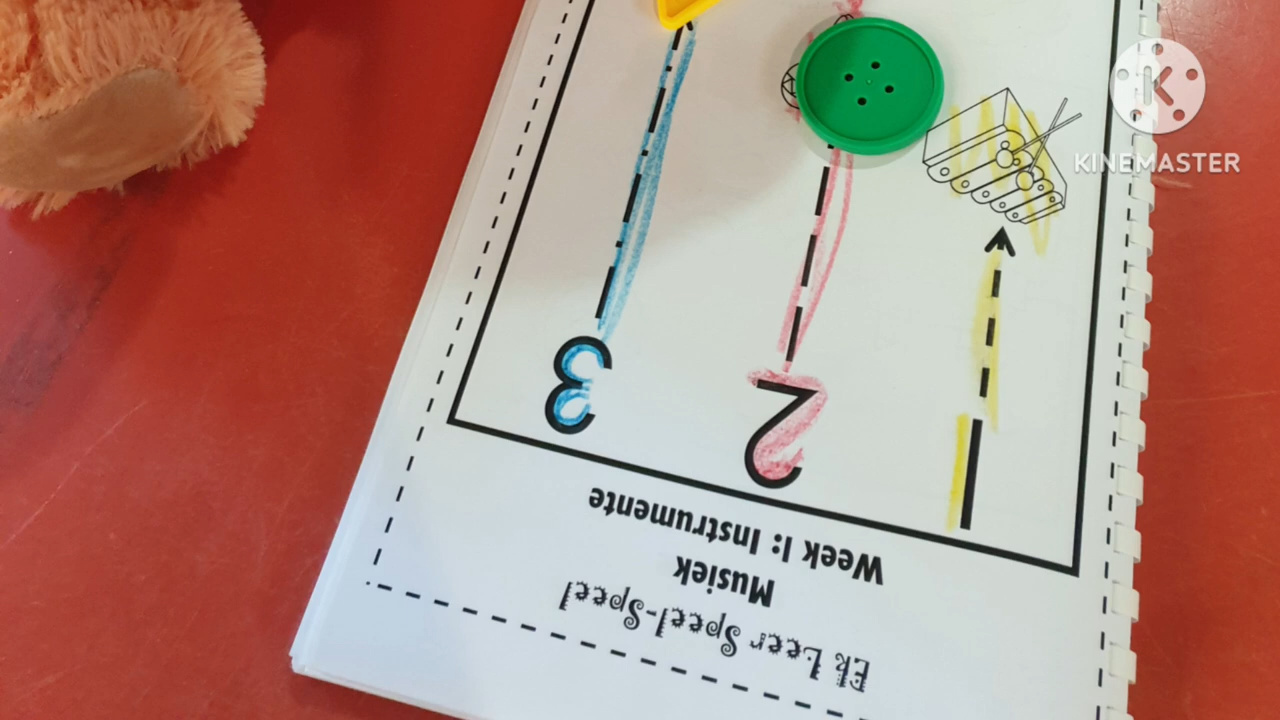 Ek Leer Speel-Speel
Musiek
Week 1: Instrumente
1
2
3
K
KINEMASTER